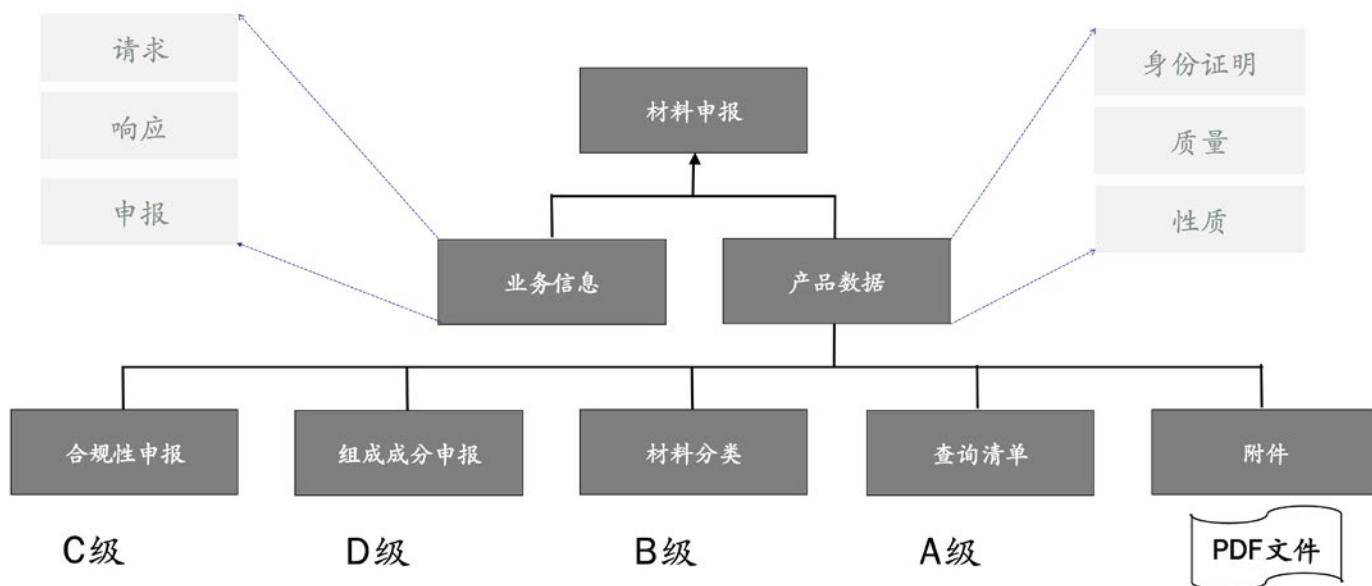 请求
响应
申报
材料申报
身份证明
质量
性质
业务信息
产品数据
合规性申报
组成成分申报
材料分类
查询清单
附件
C级
D级
B级
A级
PDF文件